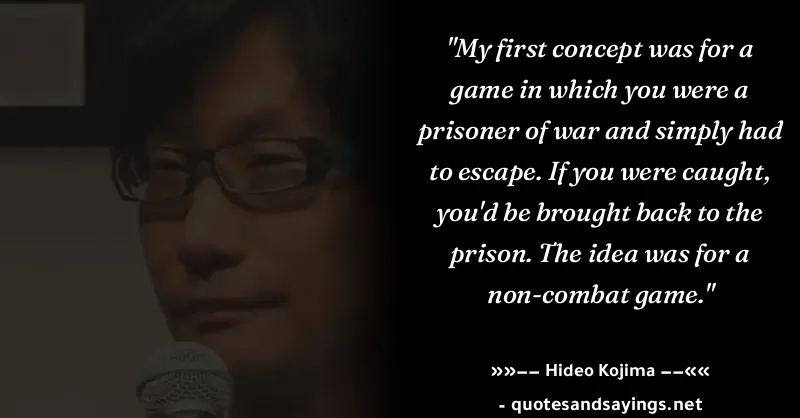 "My first concept was for a
game in which you were a
prisoner of war and simply had
to escape. If you were caught,
you'd be brought back to the
prison. The idea was for a
non-combat game."
»»–– Hideo Kojima ––««
- quotesandsayings.net